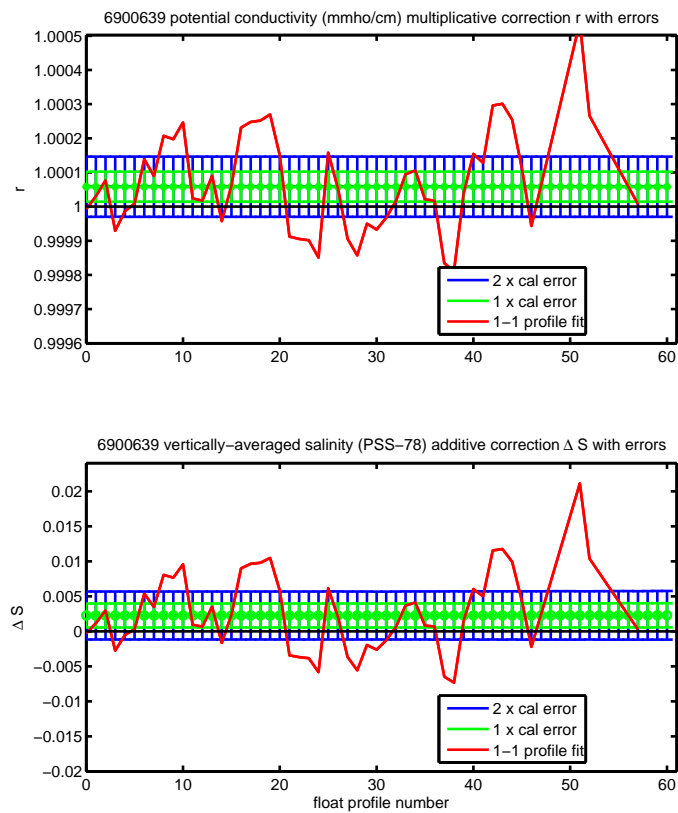 6900639 potential conductivity (mmho/cm) multiplicative correction r with errors
1.0005
1.0004
1.0003
1.0002
1.0001
1
0.9999
0.9998
0.9997
0.9996
r
2 x cal error
1 x cal error
1−1 profile fit
0 10 20 30 40 50 60
6900639 vertically−averaged salinity (PSS−78) additive correction Δ S with errors
0.02
0.015
0.01
0.005
0
−0.005
−0.01
−0.015
−0.02
Δ S
2 x cal error
1 x cal error
1−1 profile fit
0 10 20 30 40 50 60
float profile number